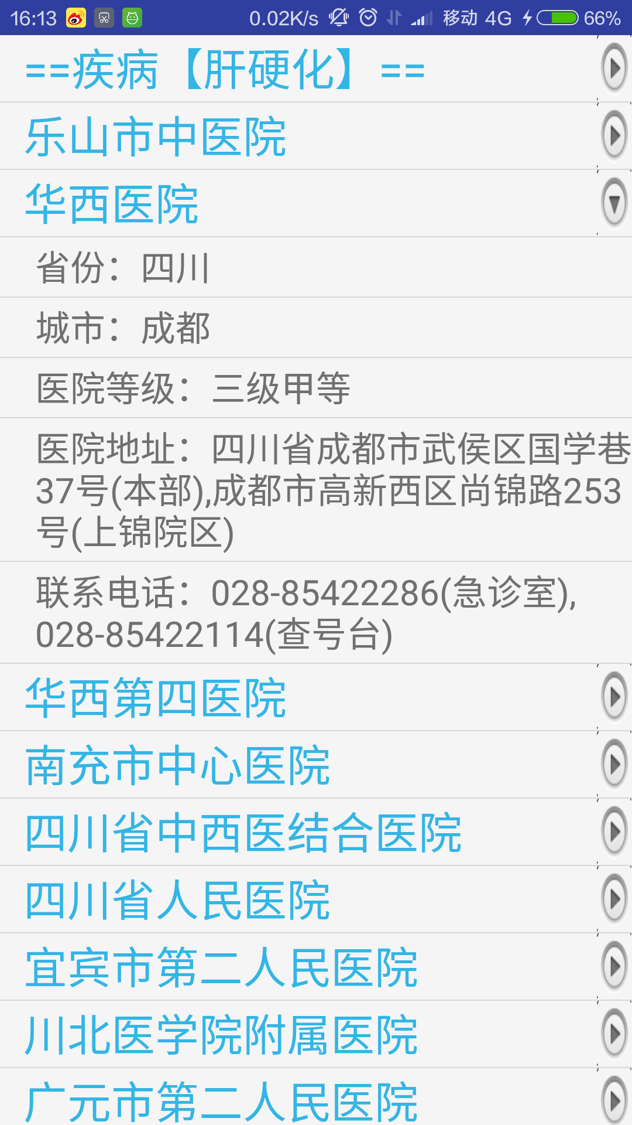 16:13 0.02K/s 移动 4G 66%
==疾病【肝硬化】==
乐山市中医院
华西医院
省份：四川
城市：成都
医院等级：三级甲等
医院地址：四川省成都市武侯区国学巷
37号(本部),成都市高新西区尚锦路253
号(上锦院区)
联系电话：028-85422286(急诊室),
028-85422114(查号台)
华西第四医院
南充市中心医院
四川省中西医结合医院
四川省人民医院
宜宾市第二人民医院
川北医学院附属医院
广元市第二人民医院